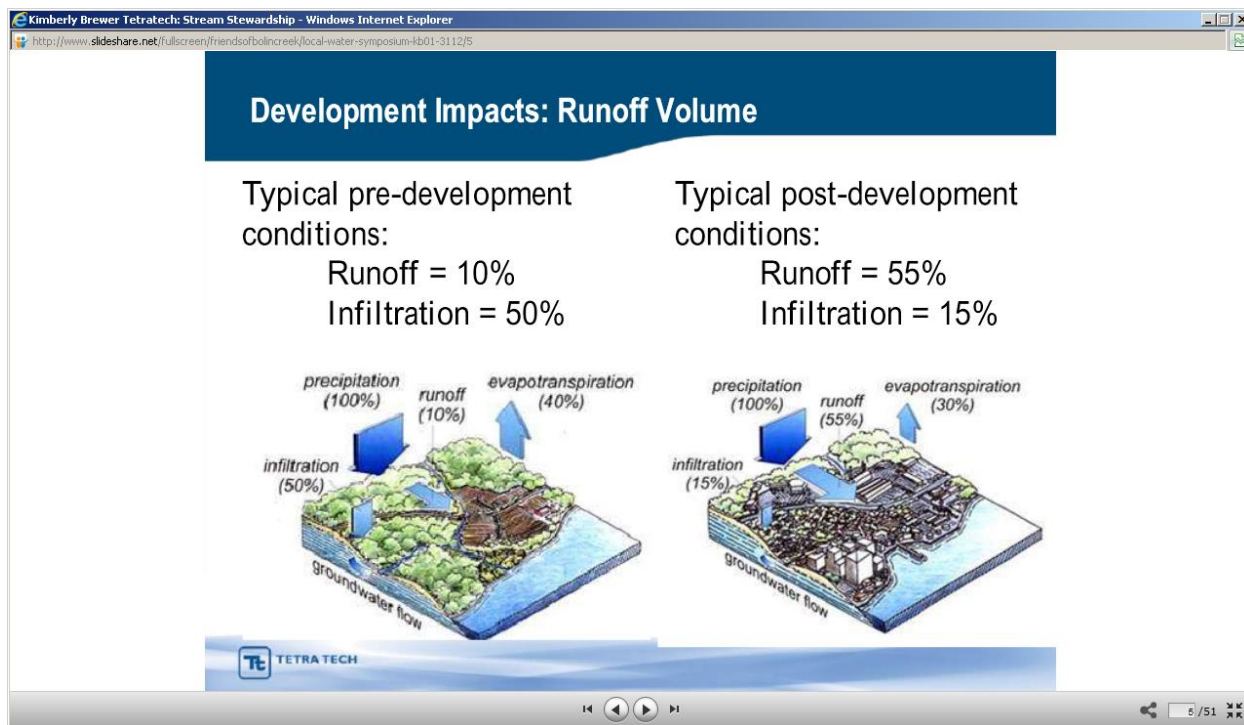 Kimberly Brewer Tetratech: Stream Stewardship - Windows Internet Explorer
http://www.slideshare.net/fullscreen/friendsofbolincreek/local-water-symposium-kb01-3112/5
Development Impacts: Runoff Volume
Typical pre-development
conditions:
Runoff = 10%
Infiltration = 50%
precipitation
(100%)
runoff
(10%)
evapotranspiration
(40%)
infiltration
(50%)
groundwater flow
Typical post-development
conditions:
Runoff = 55%
Infiltration = 15%
precipitation
(100%)
runoff
(55%)
evapotranspiration
(30%)
infiltration
(15%)
groundwater flow
Tt TETRA TECH
5 /51